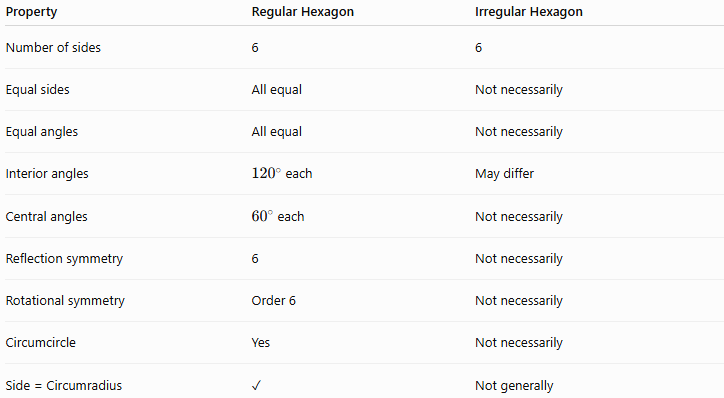 Property Regular Hexagon Irregular Hexagon
Number of sides 6 6
Equal sides All equal Not necessarily
Equal angles All equal Not necessarily
Interior angles 120° each May differ
Central angles 60° each Not necessarily
Reflection symmetry 6 Not necessarily
Rotational symmetry Order 6 Not necessarily
Circumcircle Yes Not necessarily
Side = Circumradius ✓ Not generally